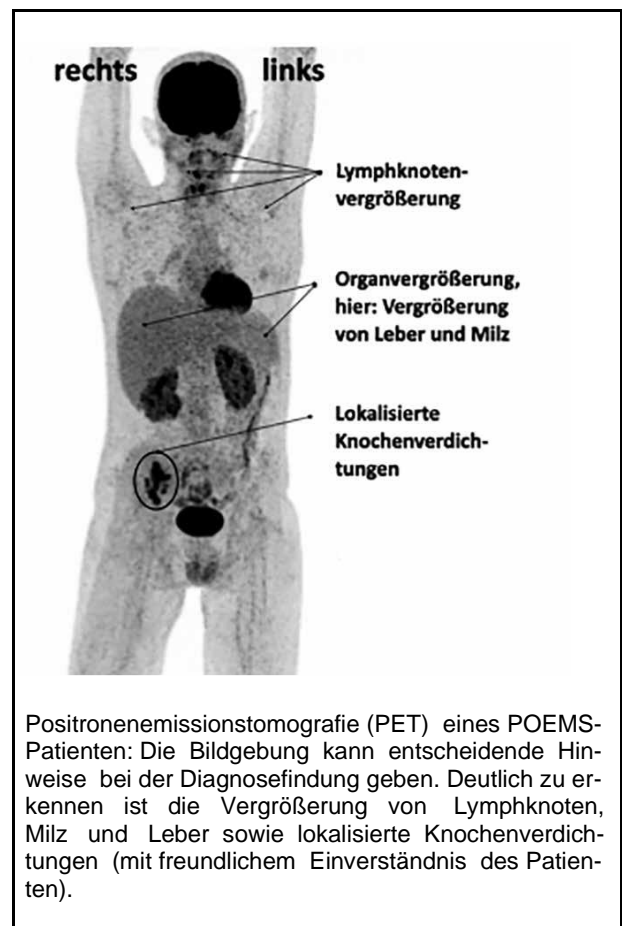 rechts links
Lymphknoten-
vergrößerung
Organvergrößerung,
hier: Vergrößerung
von Leber und Milz
Lokalisierte
Knochenverdich-
tungen
Positronenemissionstomografie (PET) eines POEMS-
Patienten: Die Bildgebung kann entscheidende Hin-
weise bei der Diagnosefindung geben. Deutlich zu er-
kennen ist die Vergrößerung von Lymphknoten,
Milz und Leber sowie lokalisierte Knochenverdich-
tungen (mit freundlichem Einverständnis des Patien-
ten).